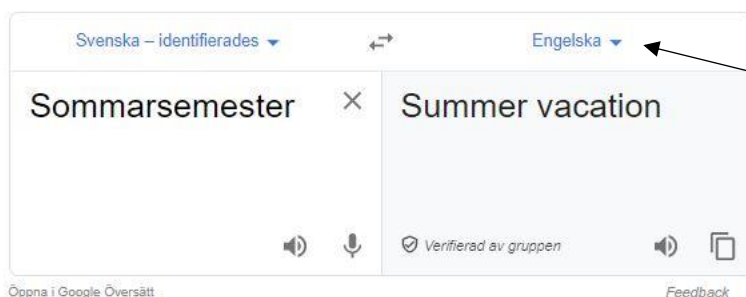 Svenska – identifierades Engelska
Sommarsemester
Summer vacation
Verifierad av gruppen
Öppna i Google Översätt
Feedback